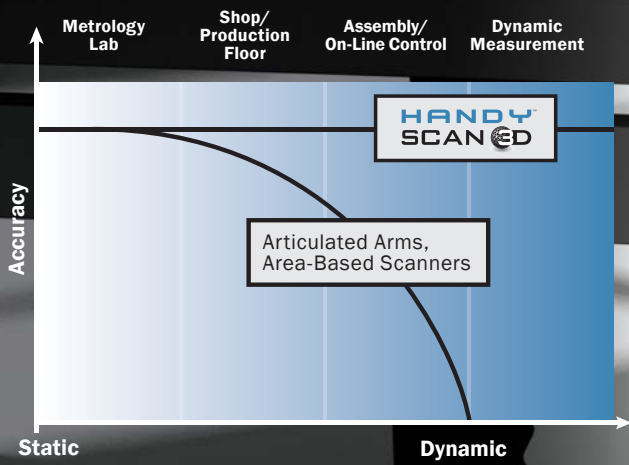 Metrology
Lab
Shop/
Production
Floor
Assembly/
On-Line Control
Dynamic
Measurement
HANDY™
SCAN 3D
Articulated Arms,
Area-Based Scanners
Accuracy
Static
Dynamic